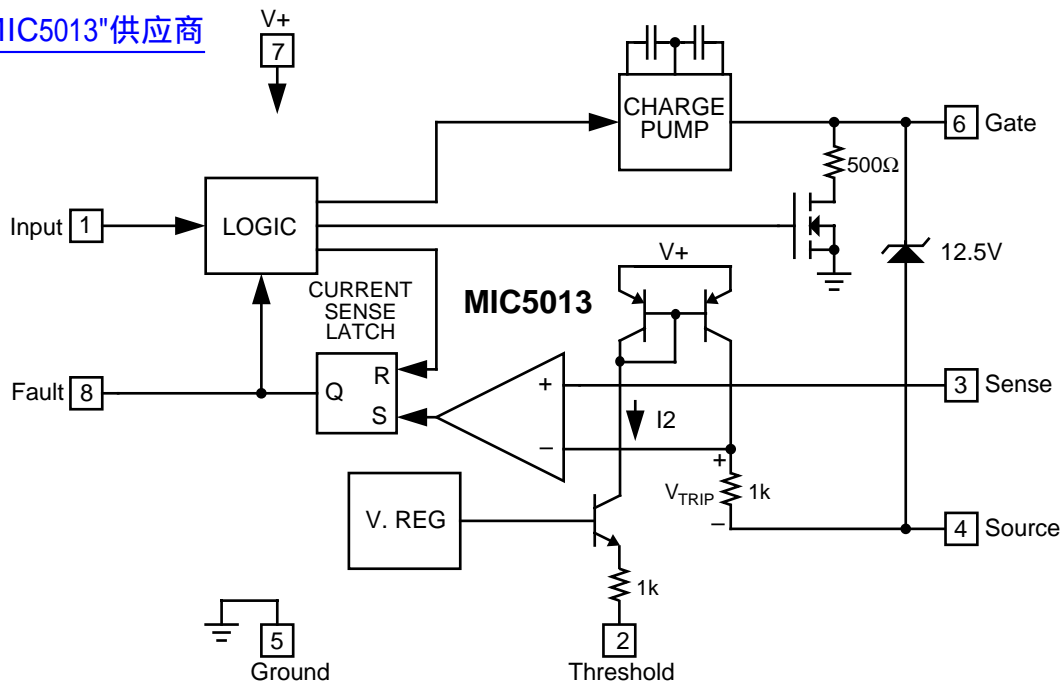 MIC5013"供应商
V+
7
CHARGE
PUMP
6 Gate
500Ω
Input 1
LOGIC
12.5V
V+
CURRENT
SENSE
LATCH
MIC5013
R
Fault 8
Q
S
+
3 Sense
I2
−
+
VTRIP
1k
−
V. REG
4 Source
1k
5
Ground
2
Threshold